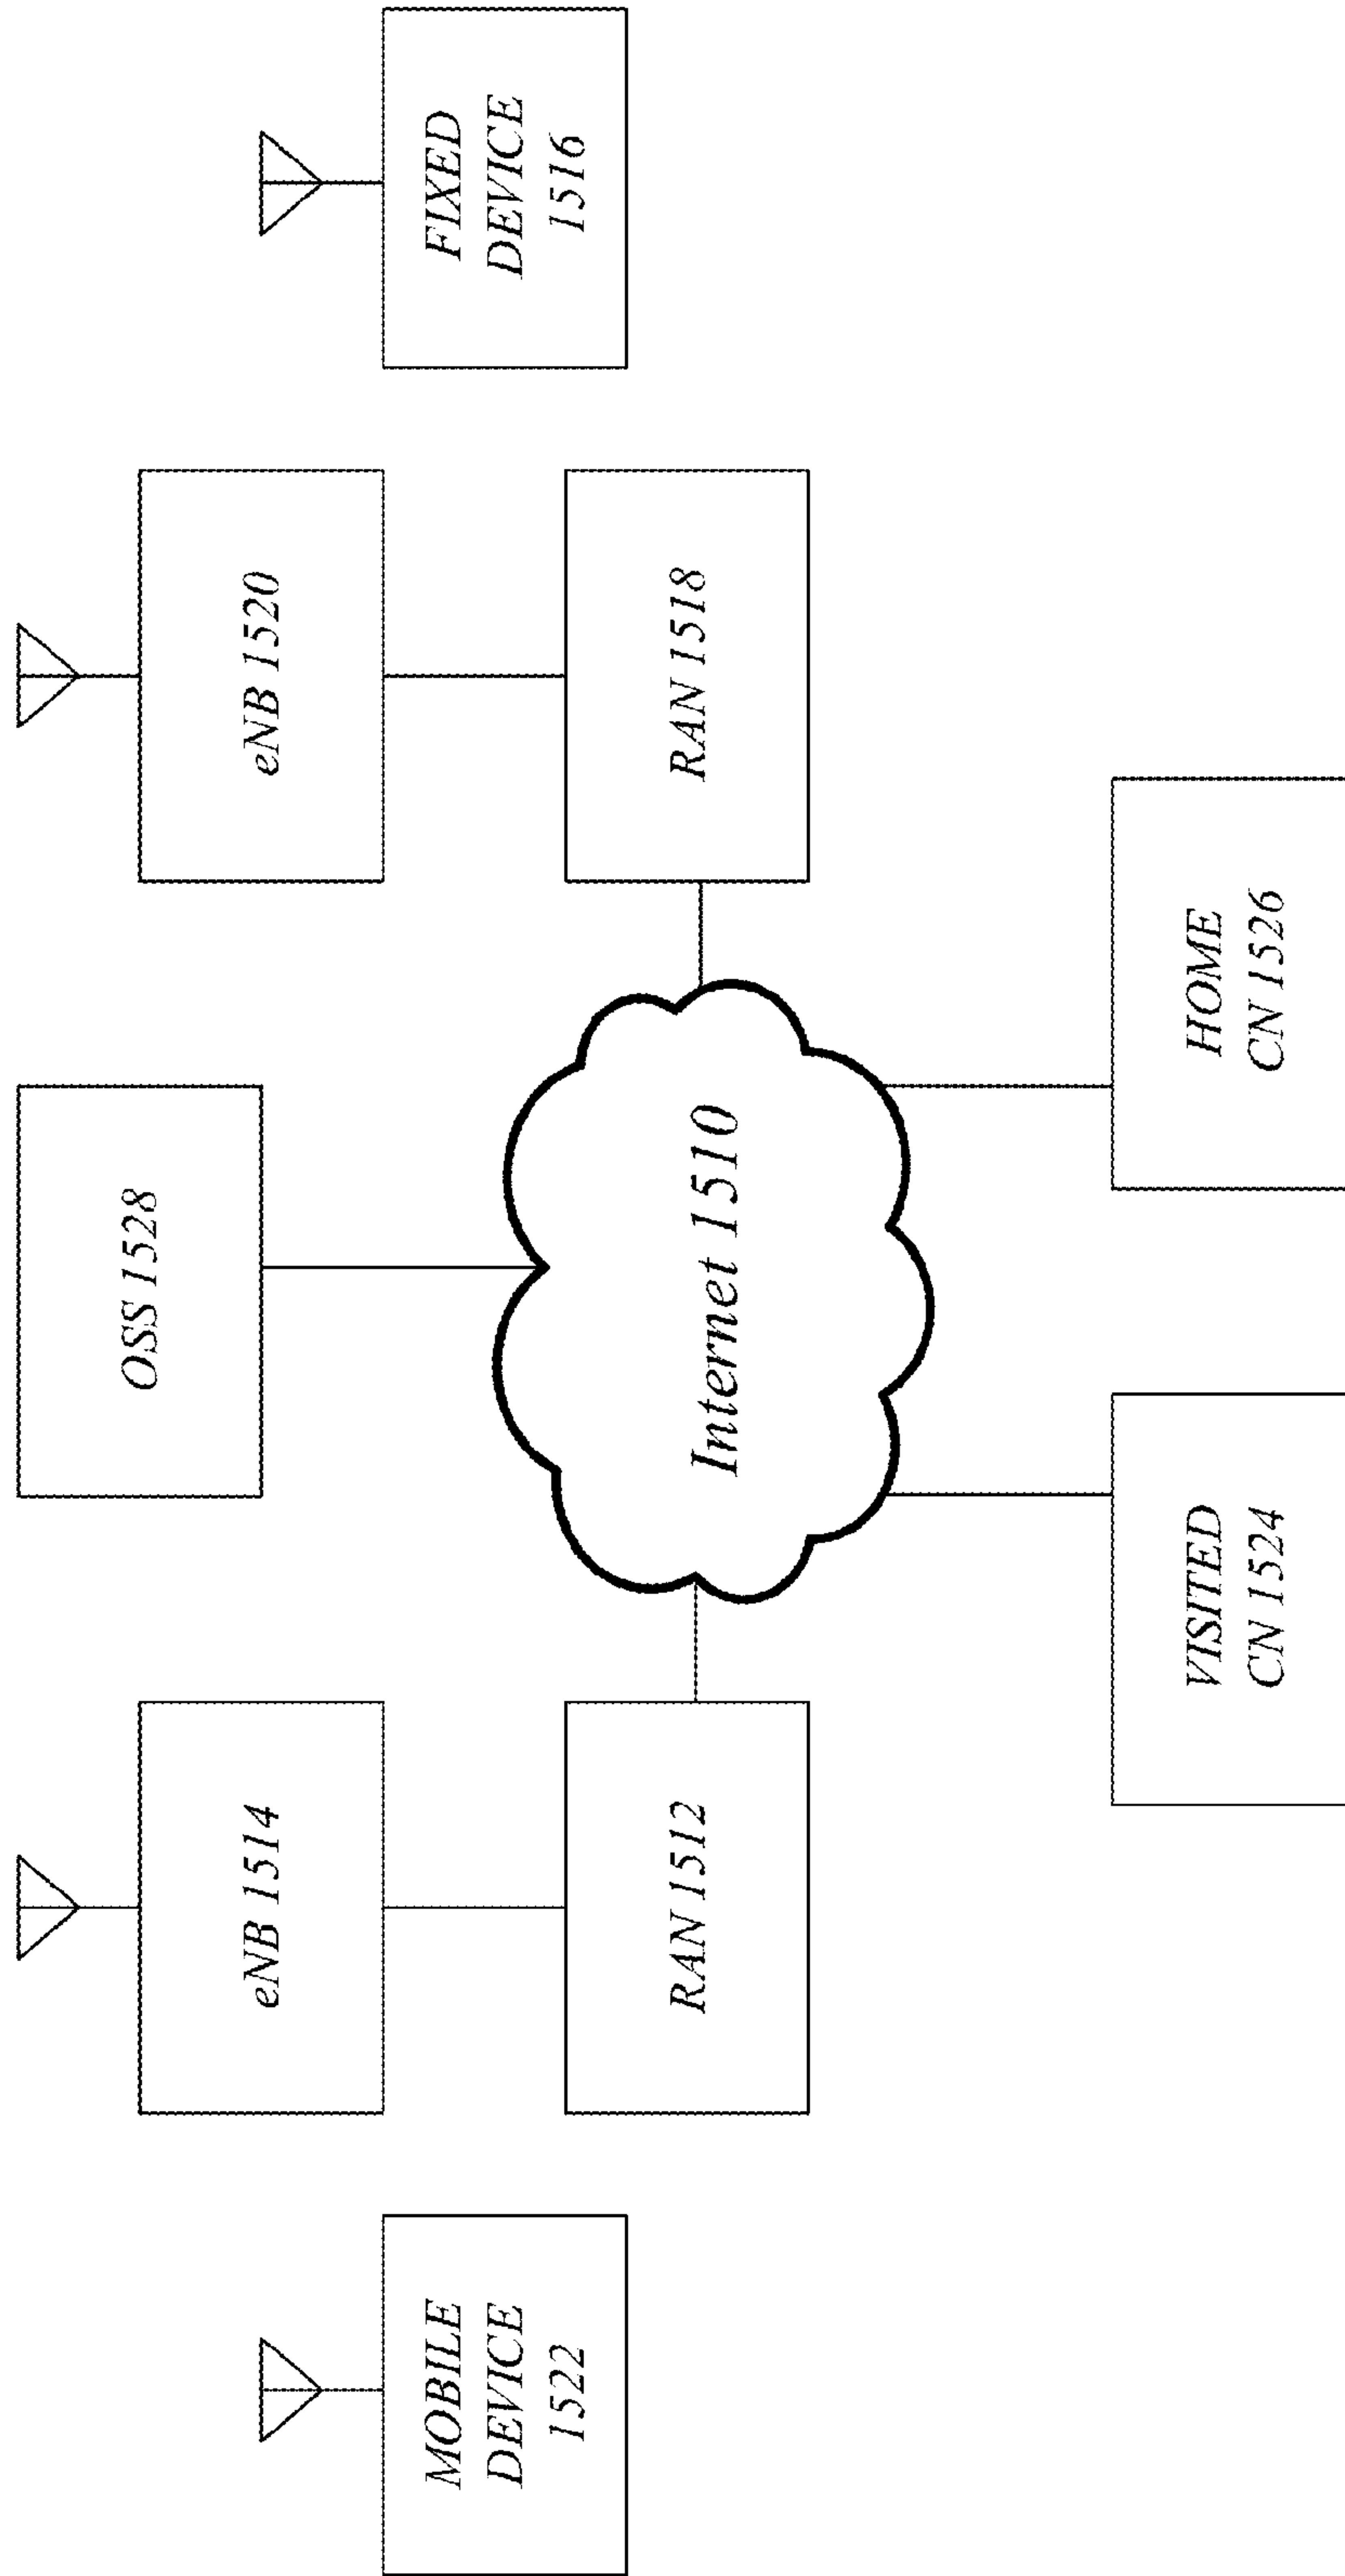 OSS 1528
eNB 1514
eNB 1520
MOBILE
DEVICE
1522
FIXED
DEVICE
1516
RAN 1512
Internet 1510
RAN 1518
VISITED
CN 1524
HOME
CN 1526